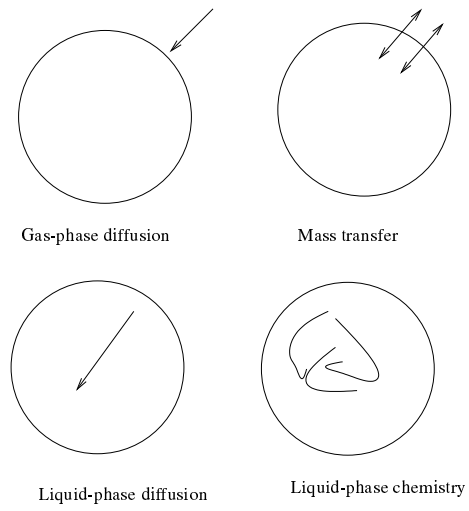 Gas-phase diffusion
Mass transfer
Liquid-phase diffusion
Liquid-phase chemistry